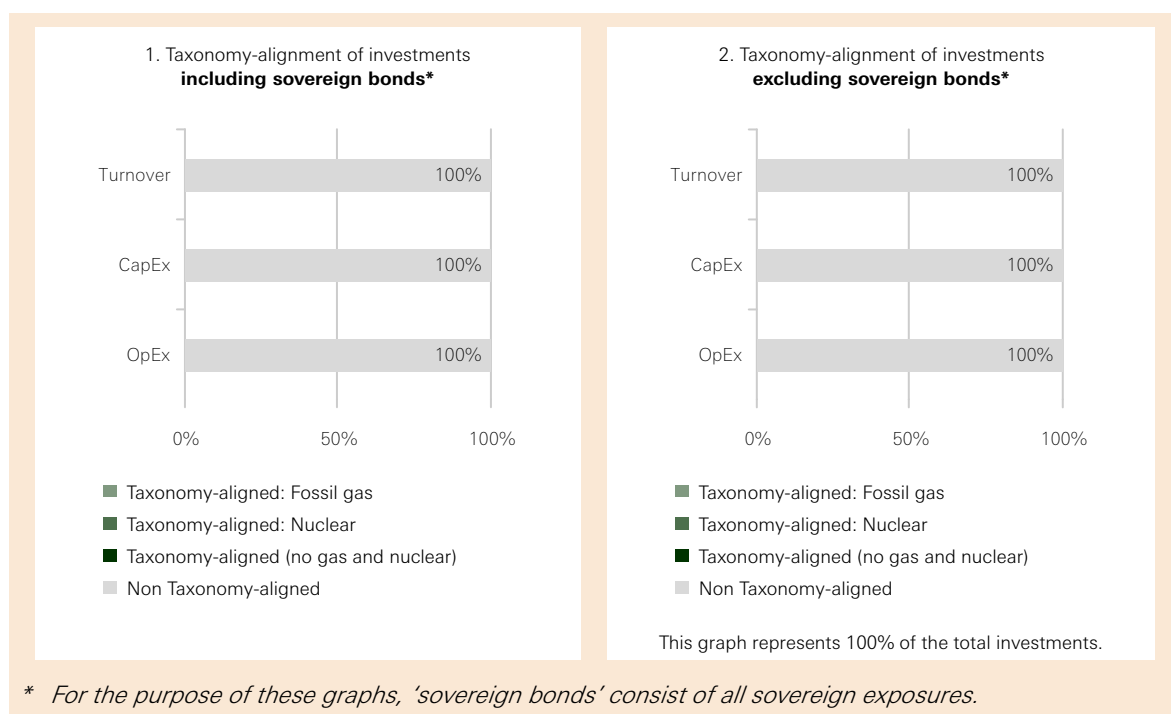 1. Taxonomy-alignment of investments
including sovereign bonds*
Turnover
100%
CapEx
100%
OpEx
100%
0%
50%
100%
Taxonomy-aligned: Fossil gas
Taxonomy-aligned: Nuclear
Taxonomy-aligned (no gas and nuclear)
Non Taxonomy-aligned
2. Taxonomy-alignment of investments
excluding sovereign bonds*
Turnover
100%
CapEx
100%
OpEx
100%
0%
50%
100%
Taxonomy-aligned: Fossil gas
Taxonomy-aligned: Nuclear
Taxonomy-aligned (no gas and nuclear)
Non Taxonomy-aligned
This graph represents 100% of the total investments.
* For the purpose of these graphs, ‘sovereign bonds’ consist of all sovereign exposures.